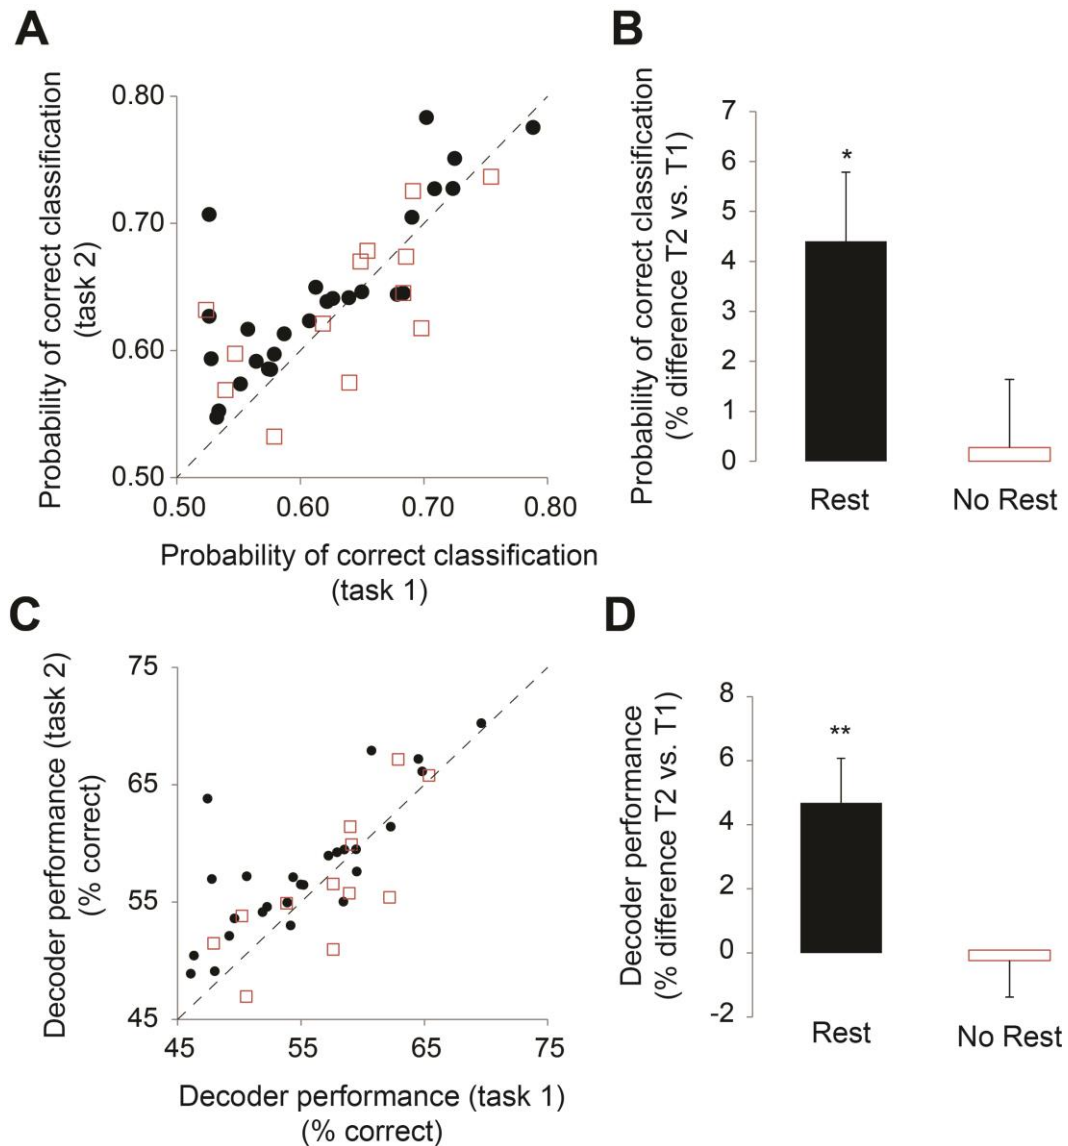 A
Probability of correct classification
(task 2)
0.80
0.70
0.60
0.50
0.50 0.60 0.70 0.80
Probability of correct classification
(task 1)
B
Probability of correct classification
(% difference T2 vs. T1)
7
6
5
4
3
2
1
0
*
Rest No Rest
C
Decoder performance (task 2)
(% correct)
75
65
55
45
45 55 65 75
Decoder performance (task 1)
(% correct)
D
Decoder performance
(% difference T2 vs. T1)
8
6
4
2
0
-2
**
Rest No Rest